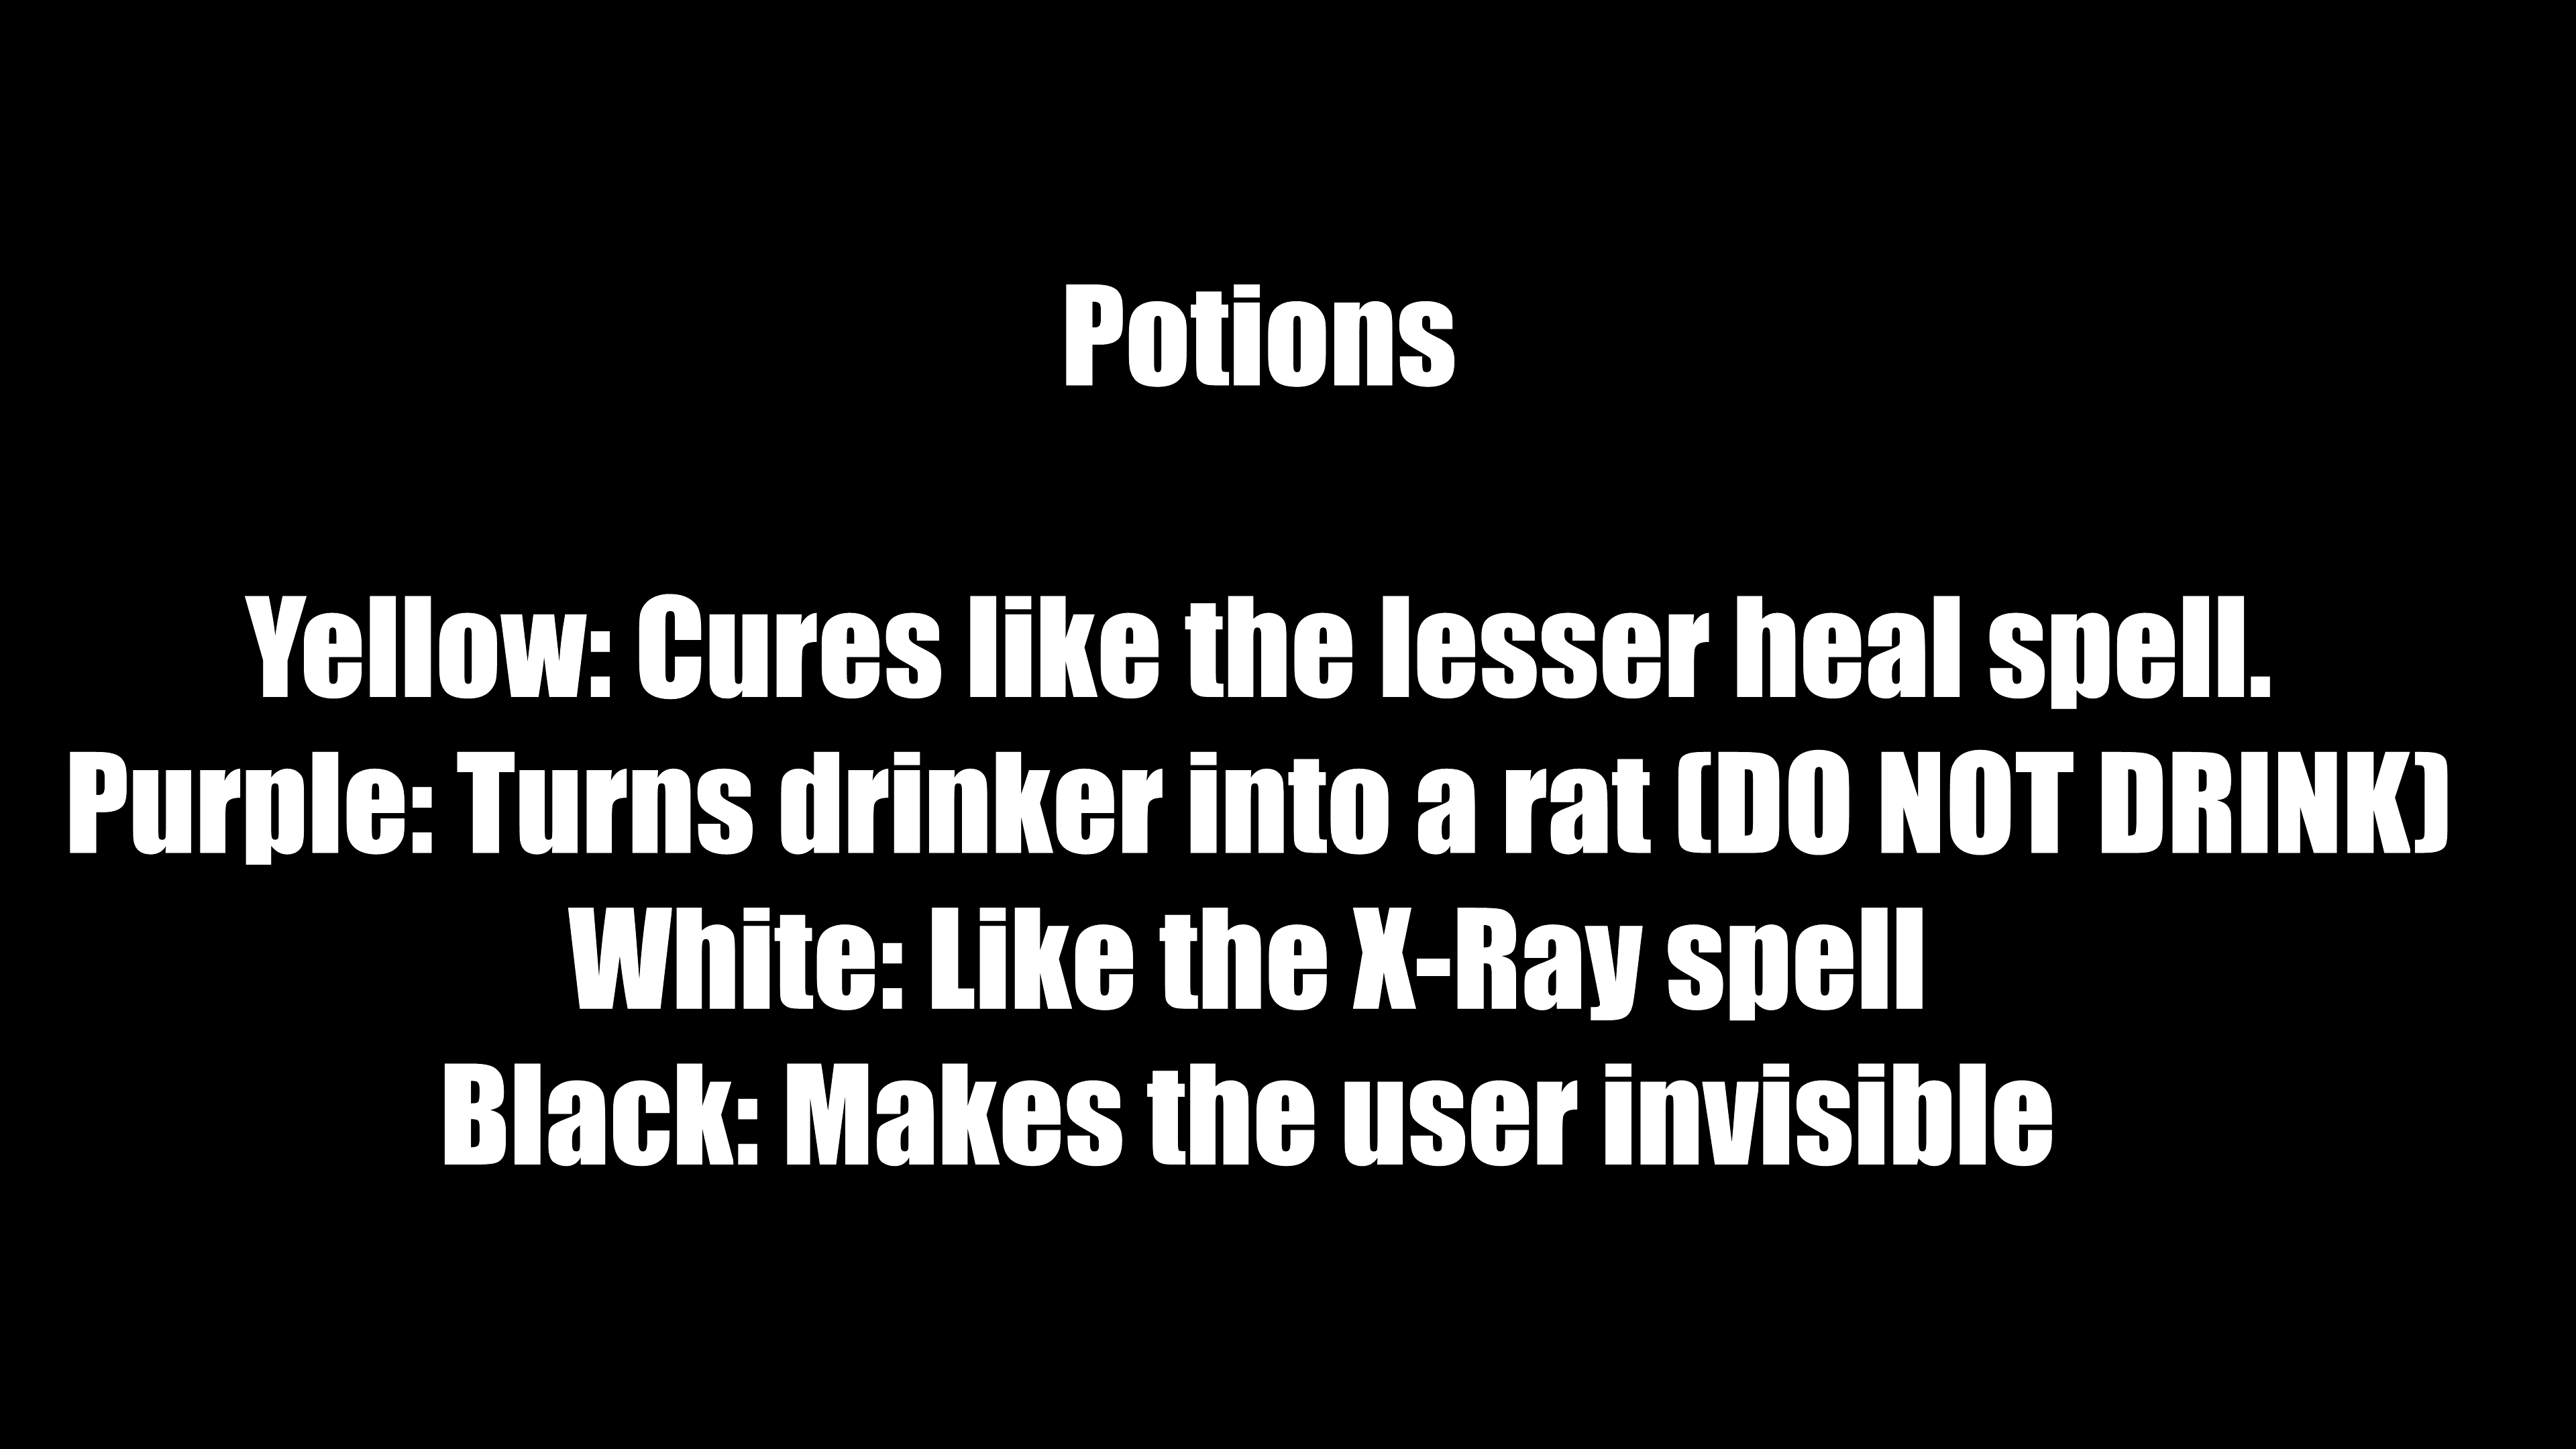 Potions
Yellow: Cures like the lesser heal spell.
Purple: Turns drinker into a rat (DO NOT DRINK)
White: Like the X-Ray spell
Black: Makes the user invisible